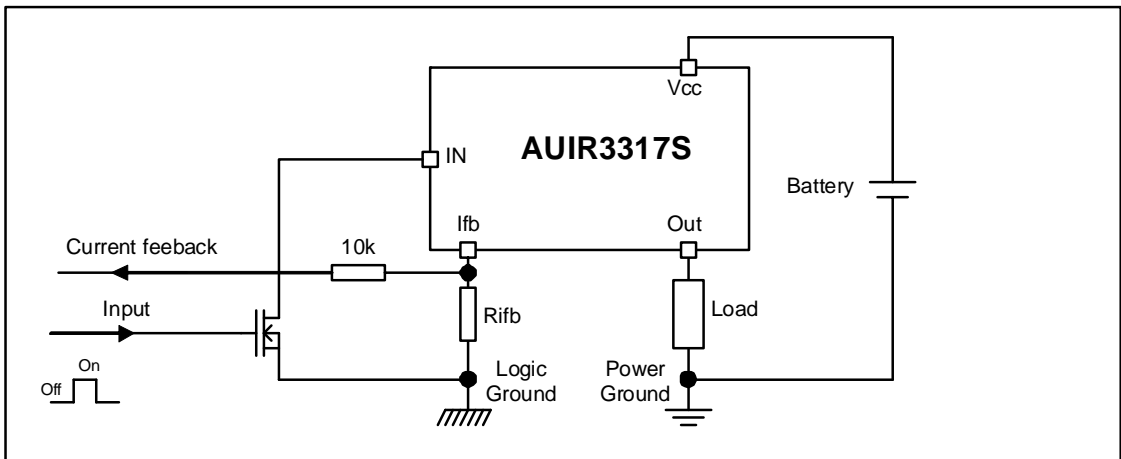 Vcc
AUIR3317S
IN
Battery
Ifb
Out
Current feeback
10k
Input
Rifb
Load
On
Off
Logic
Ground
Power
Ground